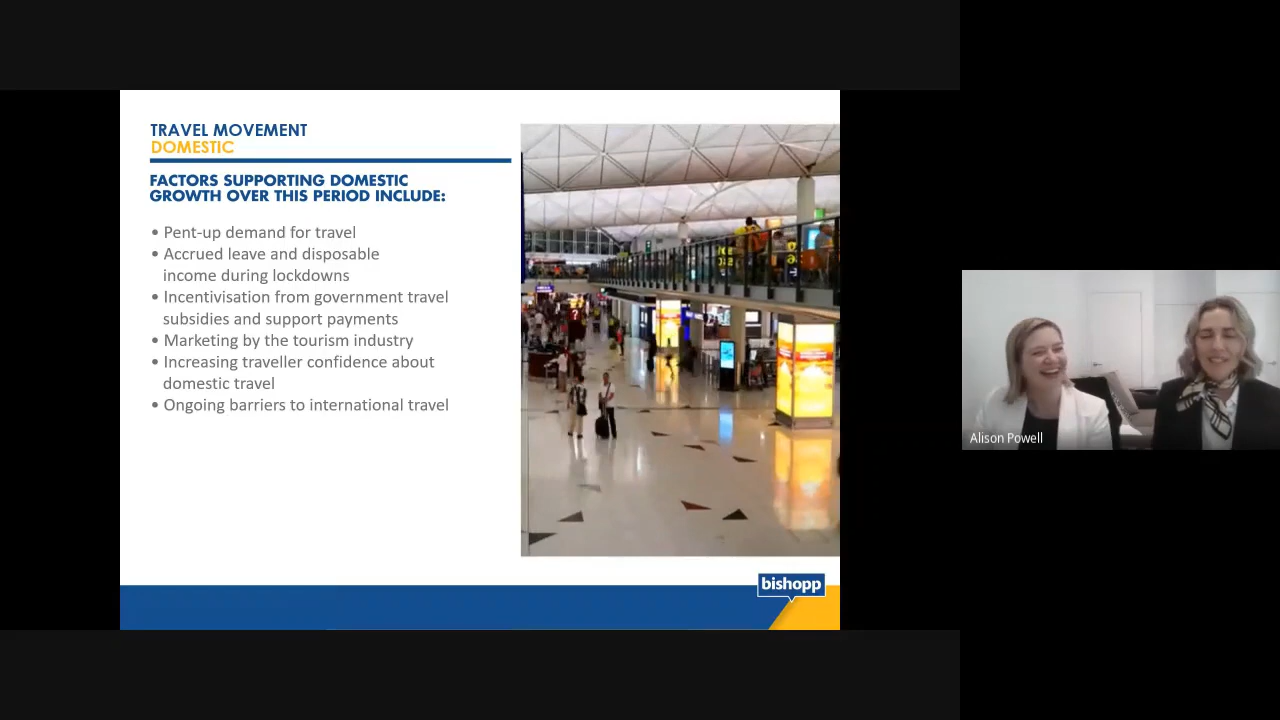 TRAVEL MOVEMENT
DOMESTIC
FACTORS SUPPORTING DOMESTIC
GROWTH OVER THIS PERIOD INCLUDE:
• Pent-up demand for travel
• Accrued leave and disposable
income during lockdowns
• Incentivisation from government travel
subsidies and support payments
• Marketing by the tourism industry
• Increasing traveller confidence about
domestic travel
• Ongoing barriers to international travel
bishopp
Alison Powell